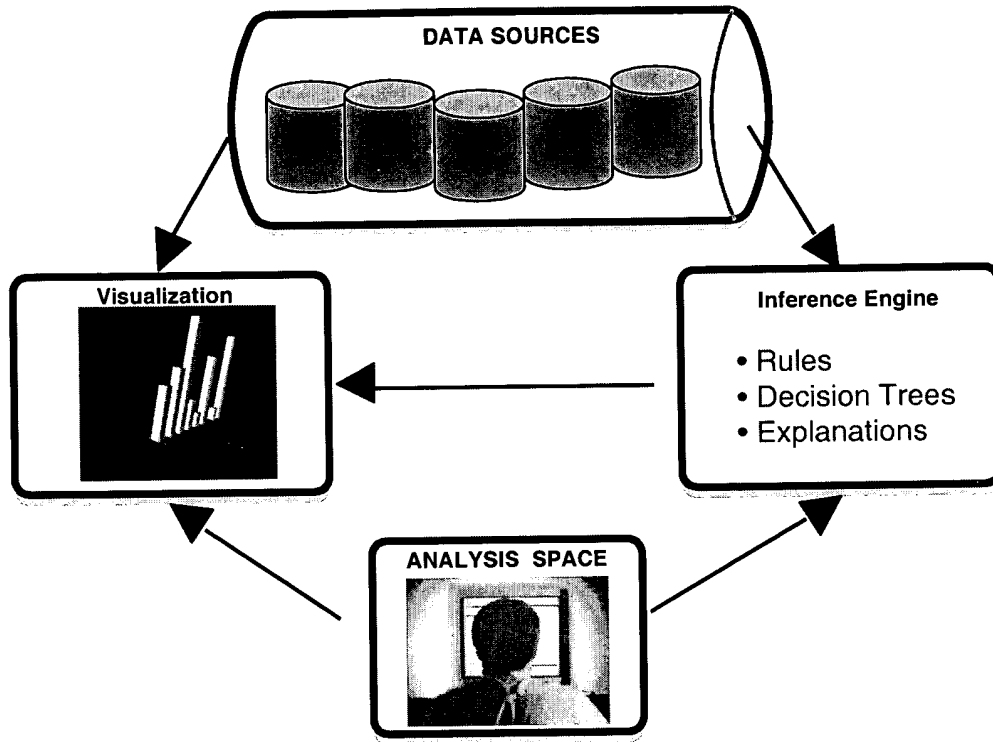 DATA SOURCES
Visualization
Inference Engine
• Rules
• Decision Trees
• Explanations
ANALYSIS SPACE